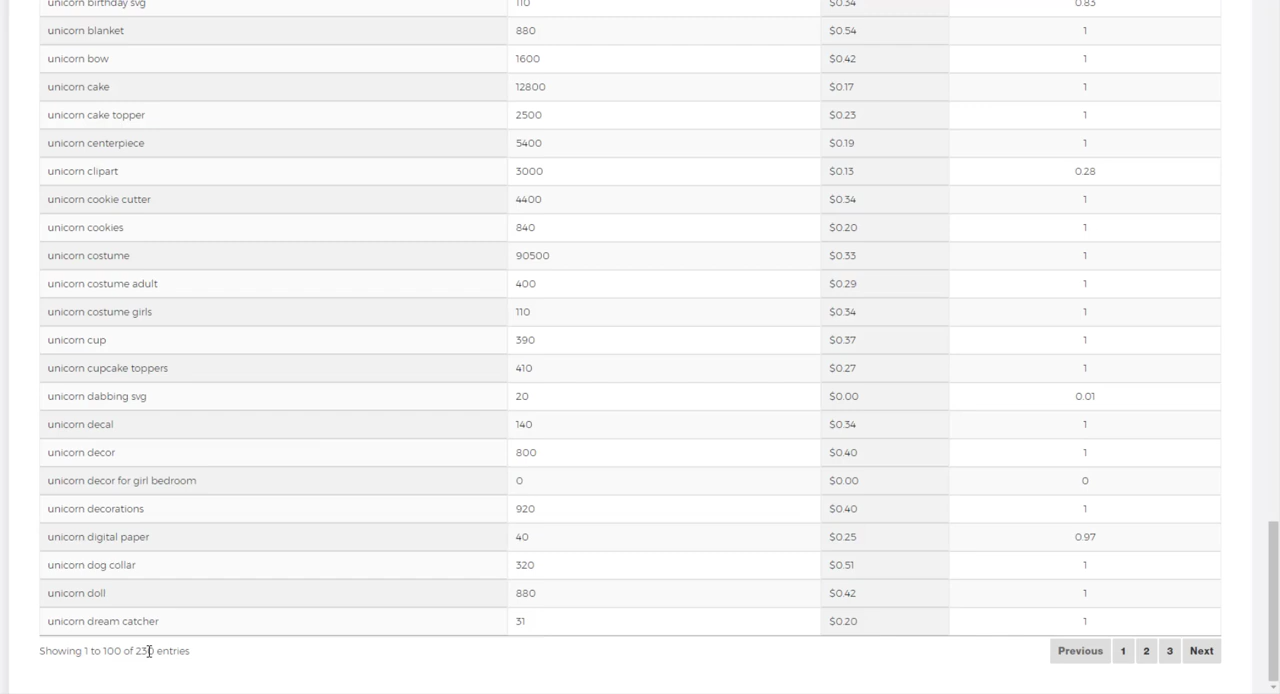 unicorn birthday svg 110 $0.34 0.83
unicorn blanket 880 $0.54 1
unicorn bow 1600 $0.42 1
unicorn cake 12800 $0.17 1
unicorn cake topper 2500 $0.23 1
unicorn centerpiece 5400 $0.19 1
unicorn clipart 3000 $0.13 0.28
unicorn cookie cutter 4400 $0.34 1
unicorn cookies 840 $0.20 1
unicorn costume 90500 $0.33 1
unicorn costume adult 400 $0.29 1
unicorn costume girls 110 $0.34 1
unicorn cup 390 $0.37 1
unicorn cupcake toppers 410 $0.27 1
unicorn dabbing svg 20 $0.00 0.01
unicorn decal 140 $0.34 1
unicorn decor 800 $0.40 1
unicorn decor for girl bedroom 0 $0.00 0
unicorn decorations 920 $0.40 1
unicorn digital paper 40 $0.25 0.97
unicorn dog collar 320 $0.51 1
unicorn doll 880 $0.42 1
unicorn dream catcher 31 $0.20 1
Showing 1 to 100 of entries Previous 1 2 3 Next